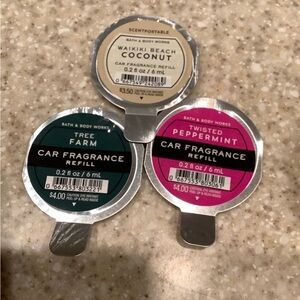 SCENTPORTABLE
BATH & BODY WORKS
WAIKIKI BEACH
COCONUT
CAR FRAGRANCE REFILL
0.2 fl oz / 6 mL
$3.50
BATH & BODY WORKS
TREE
FARM
CAR FRAGRANCE
REFILL
0.2 fl oz / 6 mL
$4.00
BATH & BODY WORKS
TWISTED
PEPPERMINT
CAR FRAGRANCE
REFILL
0.2 fl oz / 6 mL
$4.00